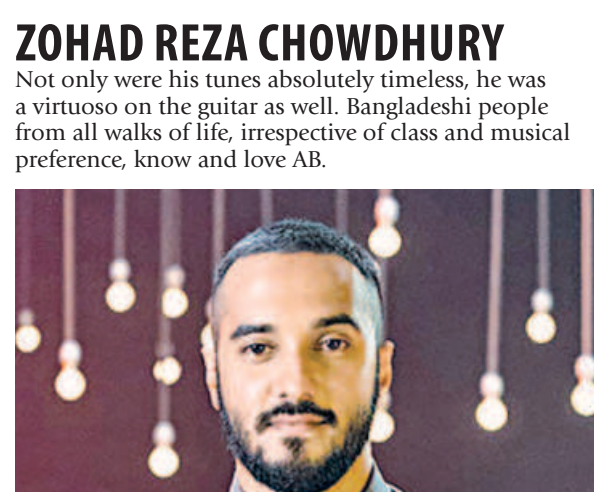 ZOHAD REZA CHOWDHURY
Not only were his tunes absolutely timeless, he was
a virtuoso on the guitar as well. Bangladeshi people
from all walks of life, irrespective of class and musical
preference, know and love AB.